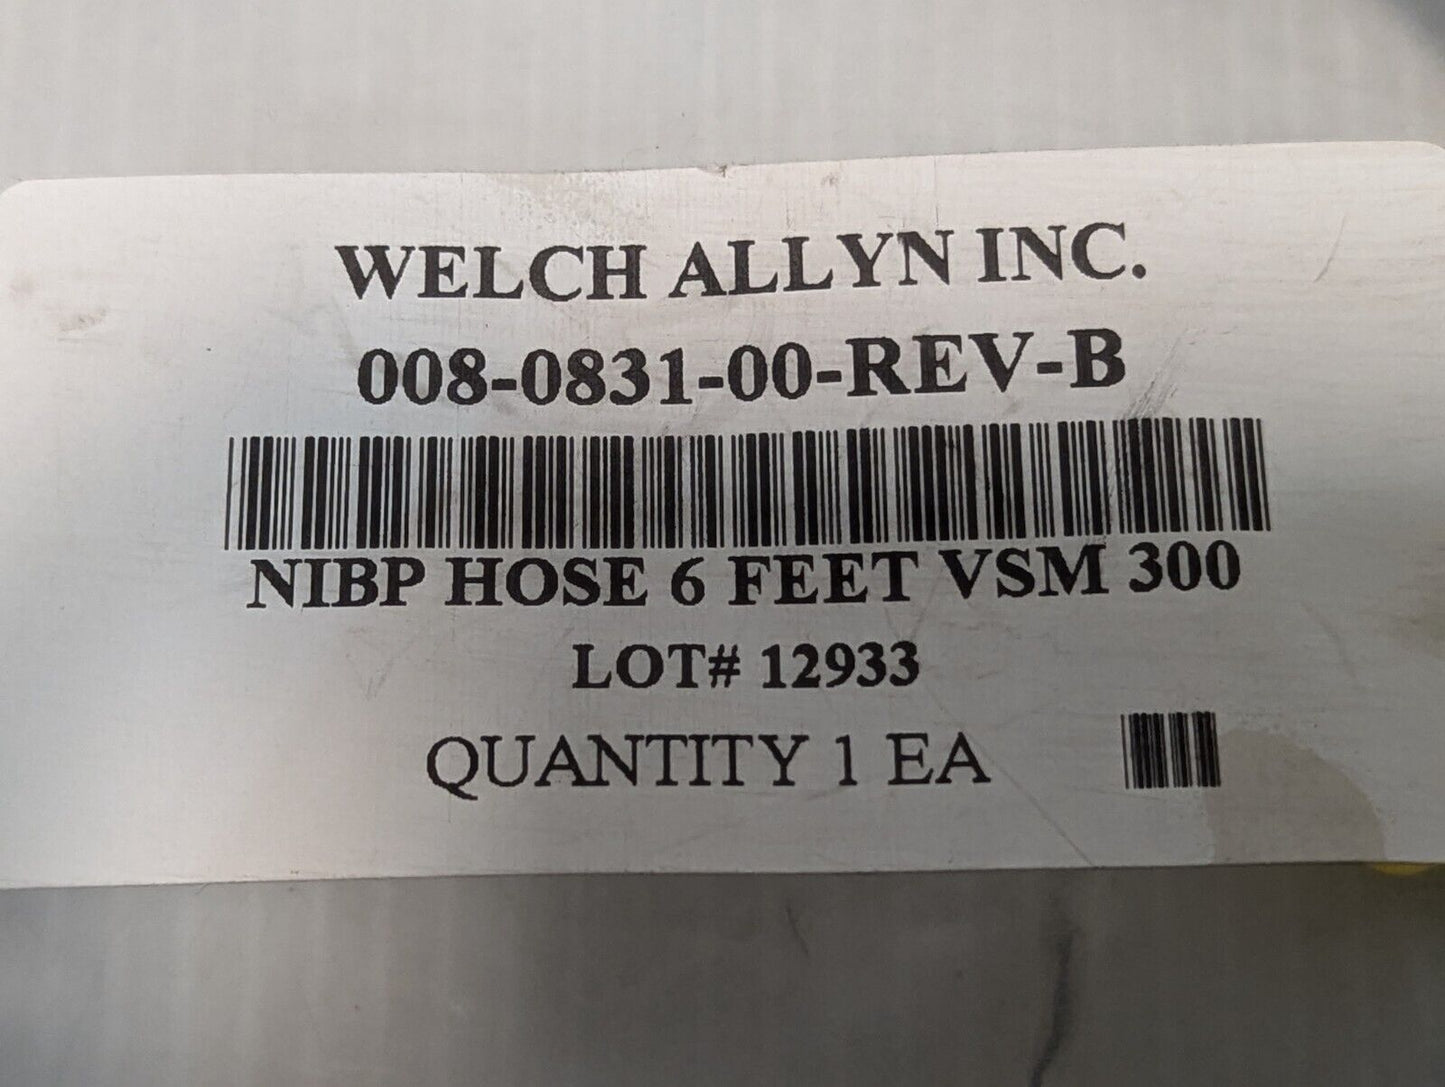 WELCH ALLYN INC.
008-0831-00-REV-B
NIBP HOSE 6 FEET VSM 300
LOT# 12933
QUANTITY 1 EA